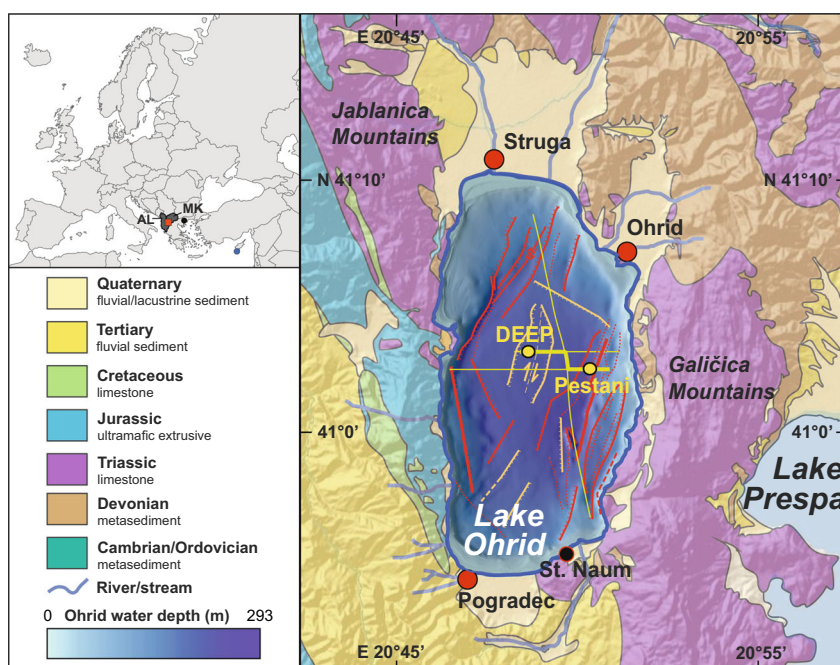 AL
MK
Quaternary
fluvial/lacustrine sediment
Tertiary
fluvial sediment
Cretaceous
limestone
Jurassic
ultramafic extrusive
Triassic
limestone
Devonian
metasediment
Cambrian/Ordovician
metasediment
River/stream
0 Ohrid water depth (m) 293
E 20°45'
20°55'
Jablanica
Mountains
Struga
N 41°10'
41°10'
Ohrid
DEEP
Pestani
Galičica
Mountains
41°0'
41°0'
Lake
Prespa
Lake
Ohrid
St. Naum
Pogradec
E 20°45'
20°55'